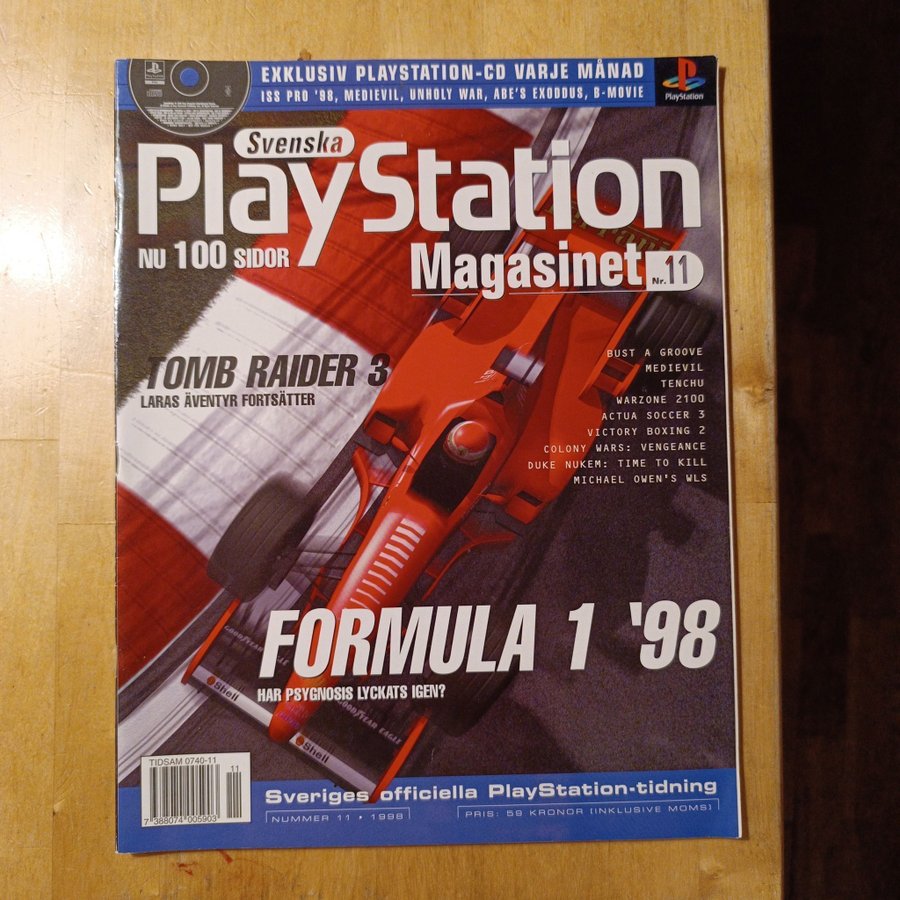 EXKLUSIV PLAYSTATION-CD VARJE MÅNAD
ISS PRO '98, MEDIEVIL, UNHOLY WAR, ABE'S EXODDUS, B-MOVIE
PlayStation
Svenska
PlayStation
Magasinet
Nr.11
NU 100 SIDOR
TOMB RAIDER 3
LARAS ÄVENTYR FORTSÄTTER
BUST A GROOVE
MEDIEVIL
TENCHU
WARZONE 2100
ACTUA SOCCER 3
VICTORY BOXING 2
COLONY WARS: VENGEANCE
DUKE NUKEM: TIME TO KILL
MICHAEL OWEN'S WLS
FORMULA 1 '98
HAR PSYGNOSIS LYCKATS IGEN?
GOODYEAR
Shell
GOODYEAR EAGLE
Shell
TIDSAM 0740-11
11
7 388074 005903
Sveriges officiella PlayStation-tidning
NUMMER 11 • 1998
PRIS: 59 KRONOR (INKLUSIVE MOMS)